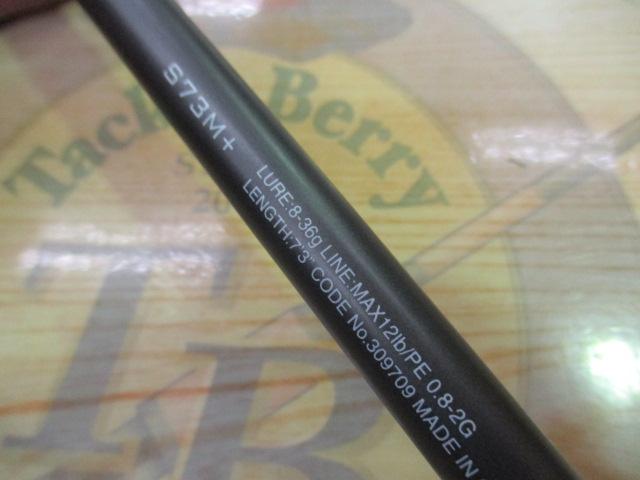 Tackle Berry
S73M+
LURE:8-36g LINE:MAX12lb/PE 0.8-2G
LENGTH:7'3" CODE No.309709 MADE IN
TB